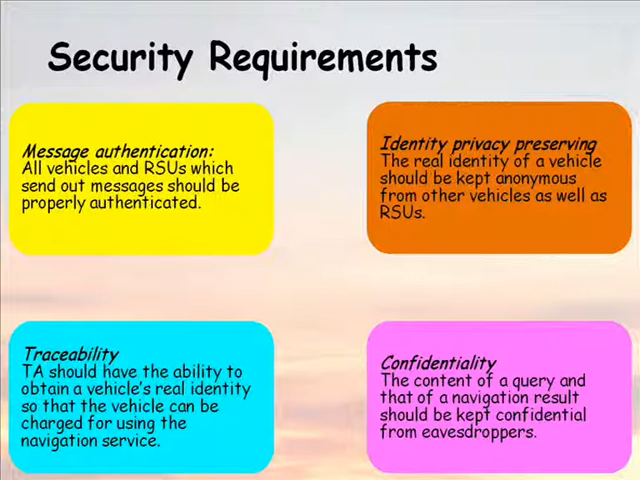 Security Requirements
Message authentication:
All vehicles and RSUs which
send out messages should be
properly authenticated.
Identity privacy preserving
The real identity of a vehicle
should be kept anonymous
from other vehicles as well as
RSUs.
Traceability
TA should have the ability to
obtain a vehicle's real identity
so that the vehicle can be
charged for using the
navigation service.
Confidentiality
The content of a query and
that of a navigation result
should be kept confidential
from eavesdroppers.